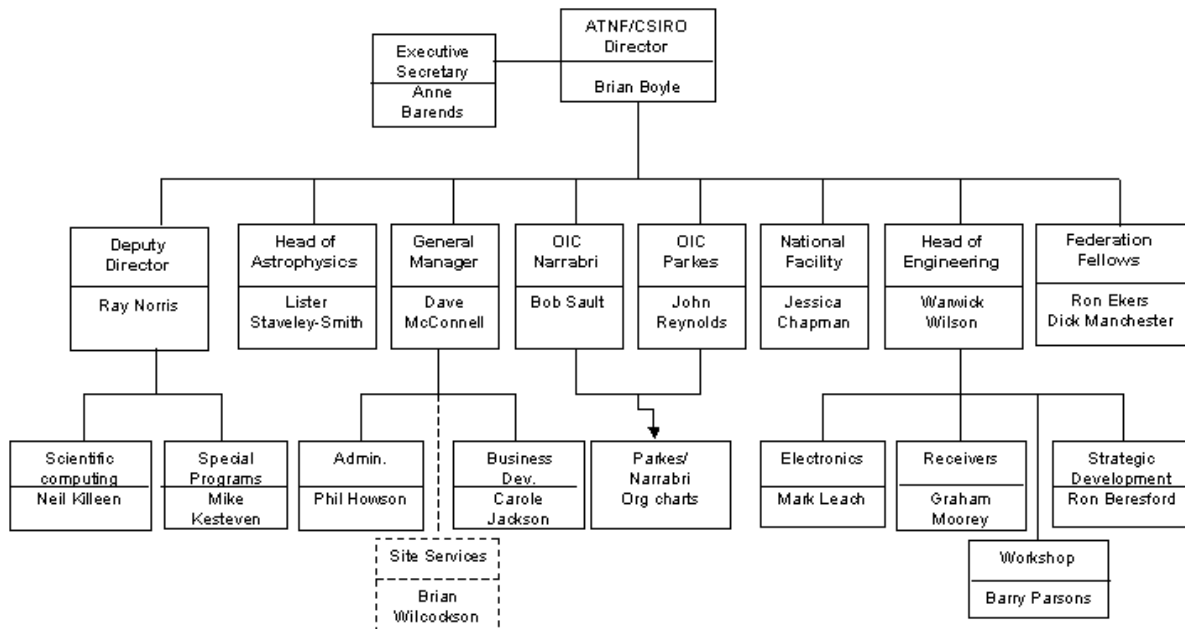 ATNF/CSIRO
Director
Brian Boyle
Executive
Secretary
Anne
Barends
Deputy
Director
Ray Norris
Head of
Astrophysics
Lister
Staveley-Smith
General
Manager
Dave
McConnell
OIC
Narrabri
Bob Sault
OIC
Parkes
John
Reynolds
National
Facility
Jessica
Chapman
Head of
Engineering
Warwick
Wilson
Federation
Fellows
Ron Ekers
Dick Manchester
Scientific
computing
Neil Killeen
Special
Programs
Mike
Kesteven
Admin.
Phil Howson
Business
Dev.
Carole
Jackson
Parkes/
Narrabri
Org charts
Electronics
Mark Leach
Receivers
Graham
Moorey
Strategic
Development
Ron Beresford
Site Services
Brian
Wilcockson
Workshop
Barry Parsons